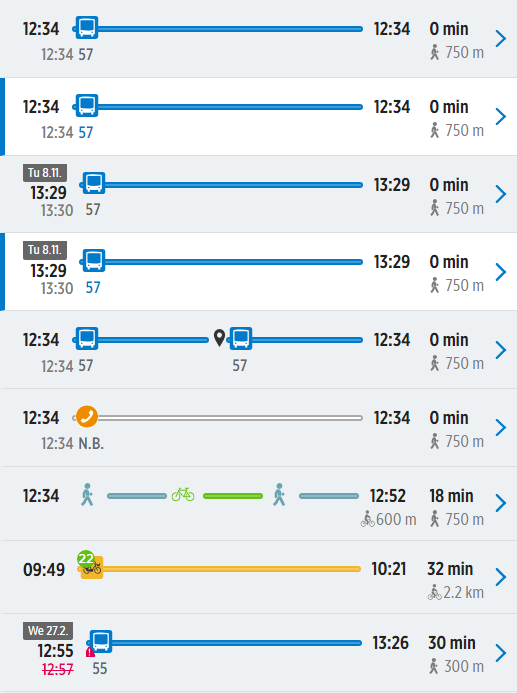 12:34 12:34 0 min
12:34 57 750 m
12:34 12:34 0 min
12:34 57 750 m
Tu 8.11.
13:29 13:29 0 min
13:30 57 750 m
Tu 8.11.
13:29 13:29 0 min
13:30 57 750 m
12:34 12:34 0 min
12:34 57 57 750 m
12:34 12:34 0 min
12:34 N.B. 750 m
12:34 12:52 18 min
600 m 750 m
22
09:49 10:21 32 min
2.2 km
We 27.2.
12:55 13:26 30 min
12:57 55 300 m